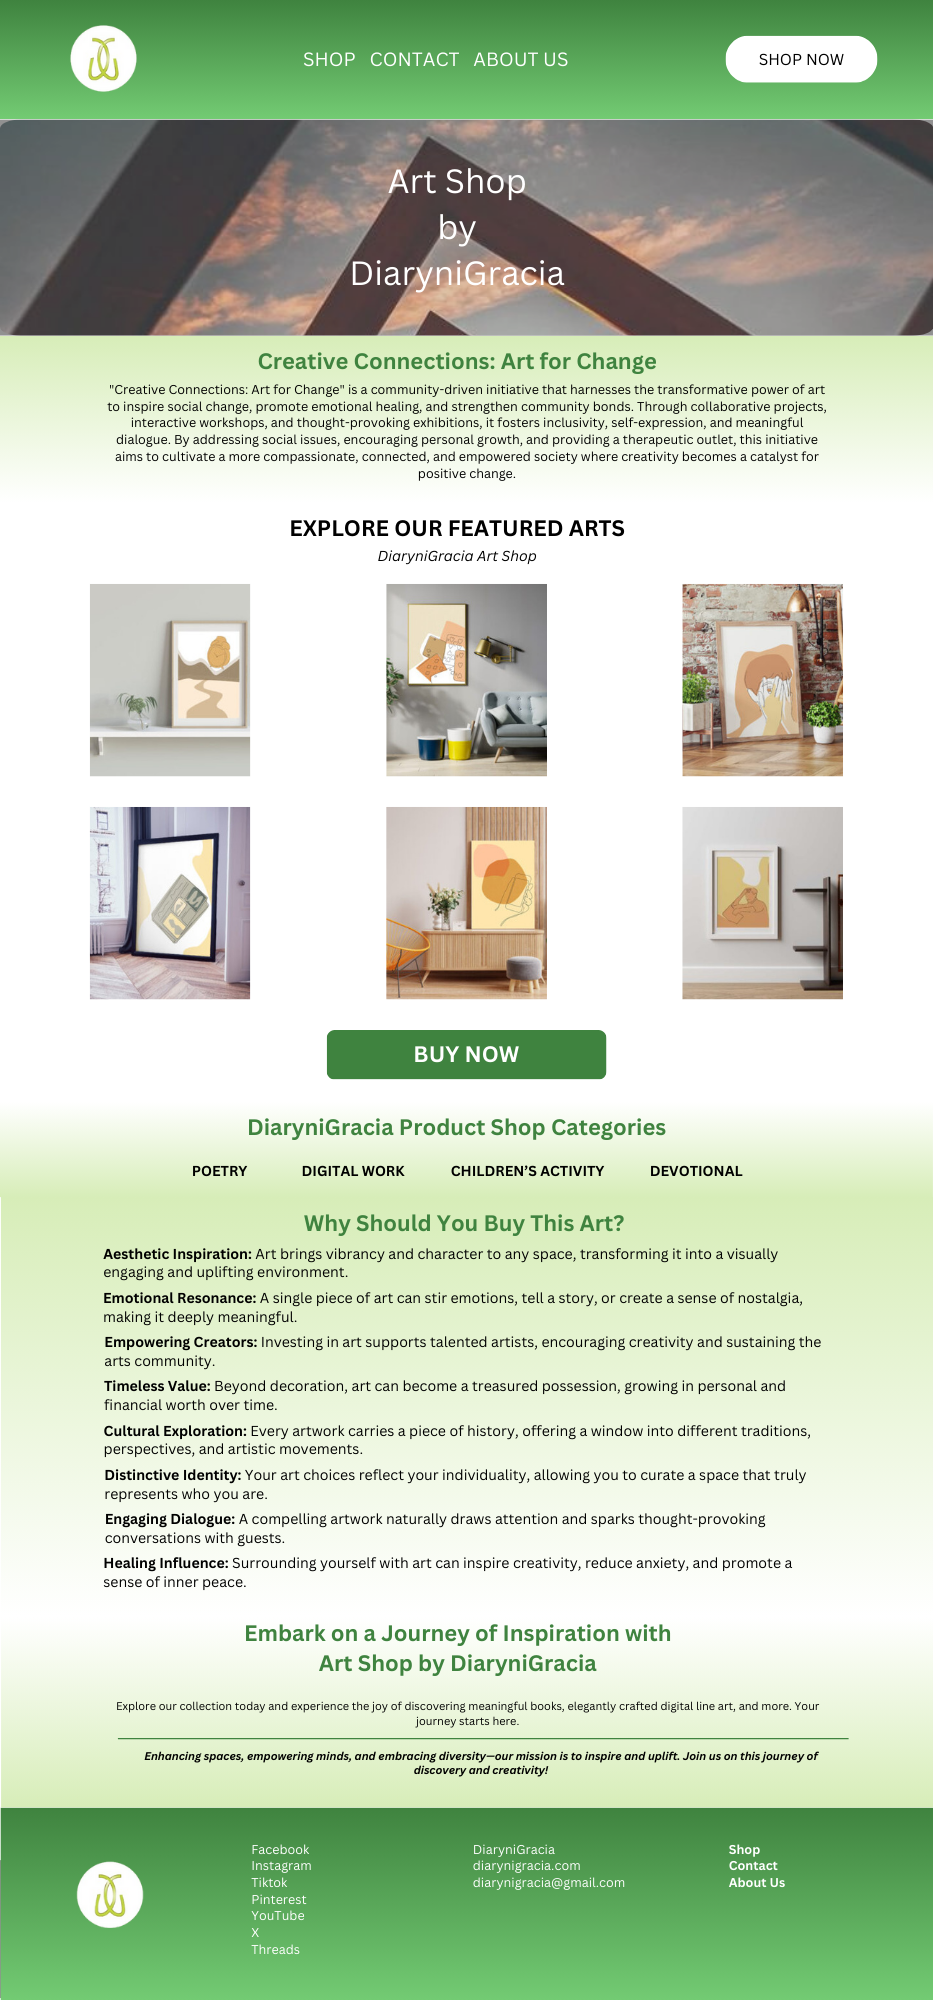 SHOP CONTACT ABOUT US
SHOP NOW
Art Shop
by
DiaryniGracia
Creative Connections: Art for Change
"Creative Connections: Art for Change" is a community-driven initiative that harnesses the transformative power of art
to inspire social change, promote emotional healing, and strengthen community bonds. Through collaborative projects,
interactive workshops, and thought-provoking exhibitions, it fosters inclusivity, self-expression, and meaningful
dialogue. By addressing social issues, encouraging personal growth, and providing a therapeutic outlet, this initiative
aims to cultivate a more compassionate, connected, and empowered society where creativity becomes a catalyst for
positive change.
EXPLORE OUR FEATURED ARTS
DiaryniGracia Art Shop
BUY NOW
DiaryniGracia Product Shop Categories
POETRY DIGITAL WORK CHILDREN’S ACTIVITY DEVOTIONAL
Why Should You Buy This Art?
Aesthetic Inspiration: Art brings vibrancy and character to any space, transforming it into a visually
engaging and uplifting environment.
Emotional Resonance: A single piece of art can stir emotions, tell a story, or create a sense of nostalgia,
making it deeply meaningful.
Empowering Creators: Investing in art supports talented artists, encouraging creativity and sustaining the
arts community.
Timeless Value: Beyond decoration, art can become a treasured possession, growing in personal and
financial worth over time.
Cultural Exploration: Every artwork carries a piece of history, offering a window into different traditions,
perspectives, and artistic movements.
Distinctive Identity: Your art choices reflect your individuality, allowing you to curate a space that truly
represents who you are.
Engaging Dialogue: A compelling artwork naturally draws attention and sparks thought-provoking
conversations with guests.
Healing Influence: Surrounding yourself with art can inspire creativity, reduce anxiety, and promote a
sense of inner peace.
Embark on a Journey of Inspiration with
Art Shop by DiaryniGracia
Explore our collection today and experience the joy of discovering meaningful books, elegantly crafted digital line art, and more. Your
journey starts here.
Enhancing spaces, empowering minds, and embracing diversity—our mission is to inspire and uplift. Join us on this journey of
discovery and creativity!
Facebook
Instagram
Tiktok
Pinterest
YouTube
X
Threads
DiaryniGracia
diarynigracia.com
diarynigracia@gmail.com
Shop
Contact
About Us